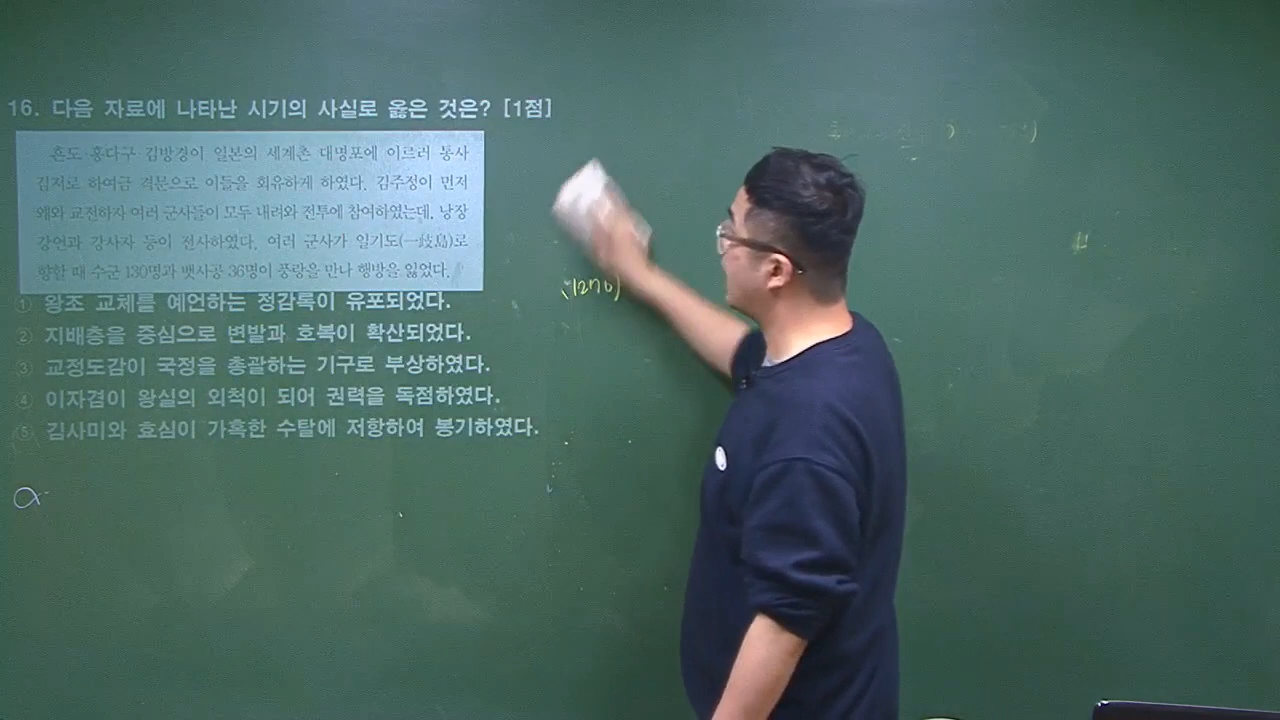 16. 다음 자료에 나타난 시기의 사실로 옳은 것은? [1점]
흔도·홍다구·김방경이 일본의 세계촌 대명포에 이르러 통사
김저로 하여금 격문으로 이들을 회유하게 하였다. 김주정이 먼저
왜와 교전하자 여러 군사들이 모두 내려와 전투에 참여하였는데, 낭장
강언과 강사자 등이 전사하였다. 여러 군사가 일기도(一歧島)로
향할 때 수군 130명과 뱃사공 36명이 풍랑을 만나 행방을 잃었다.
① 왕조 교체를 예언하는 정감록이 유포되었다.
② 지배층을 중심으로 변발과 호복이 확산되었다.
③ 교정도감이 국정을 총괄하는 기구로 부상하였다.
④ 이자겸이 왕실의 외척이 되어 권력을 독점하였다.
⑤ 김사미와 효심이 가혹한 수탈에 저항하여 봉기하였다.